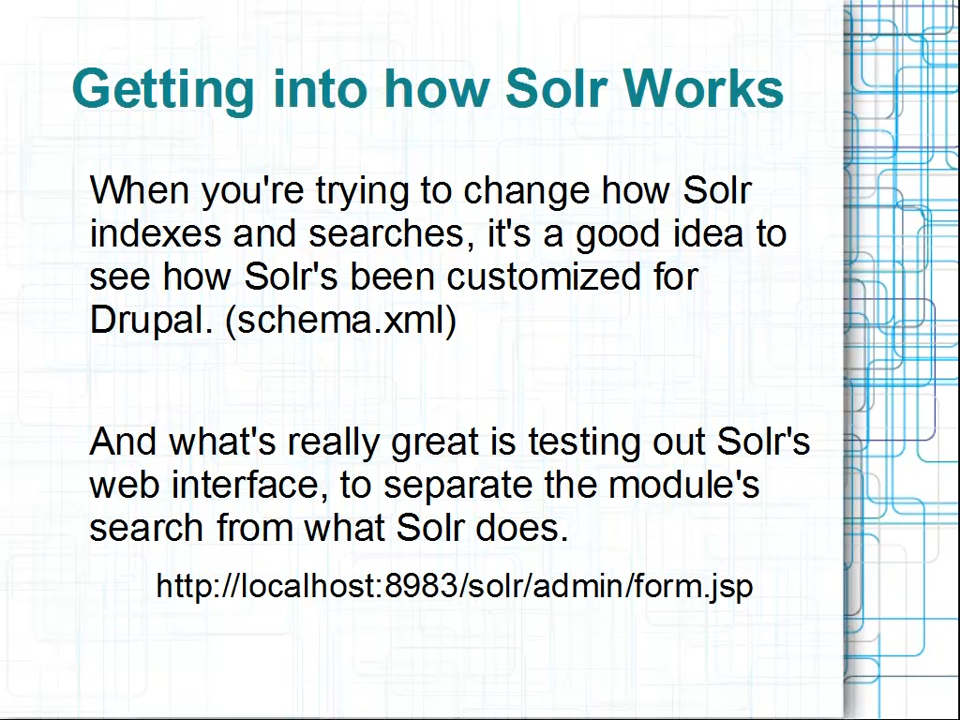 Getting into how Solr Works
When you're trying to change how Solr
indexes and searches, it's a good idea to
see how Solr's been customized for
Drupal. (schema.xml)
And what's really great is testing out Solr's
web interface, to separate the module's
search from what Solr does.
http://localhost:8983/solr/admin/form.jsp